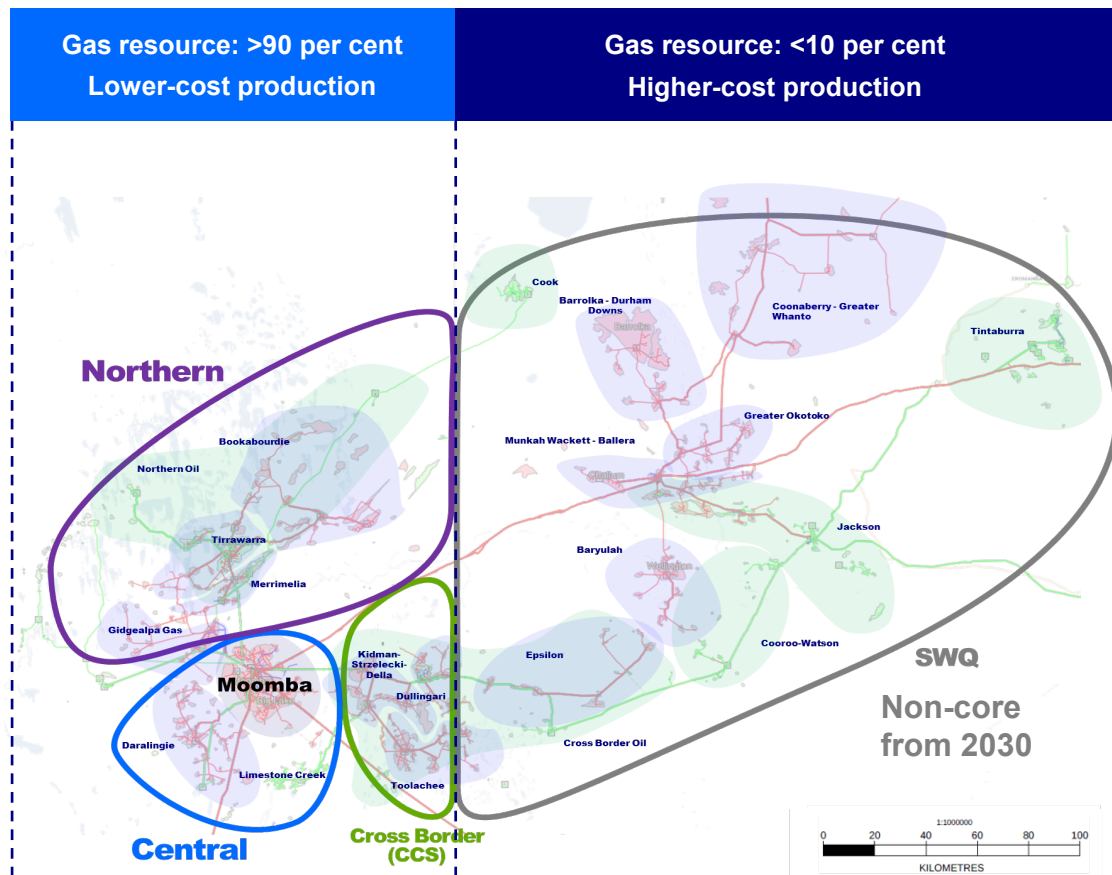 Gas resource: >90 per cent
Lower-cost production
Gas resource: <10 per cent
Higher-cost production
Cook
Barrolka - Durham
Downs
Barrolka
Coonaberry - Greater
Whanto
Tintaburra
Northern
Bookabourdie
Greater Okotoko
Munkah Wackett - Ballera
Northern Oil
Tirrawarra
Jackson
Baryulah
Merrimelia
Gidgealpa Gas
Cooroo-Watson
Kidman-
Strzelecki-
Della
Epsilon
SWQ
Moomba
Dullingari
Non-core
from 2030
Daralingie
Cross Border Oil
Limestone Creek
Toolachee
Central
Cross Border
(CCS)
1:1000000
0 20 40 60 80 100
KILOMETRES